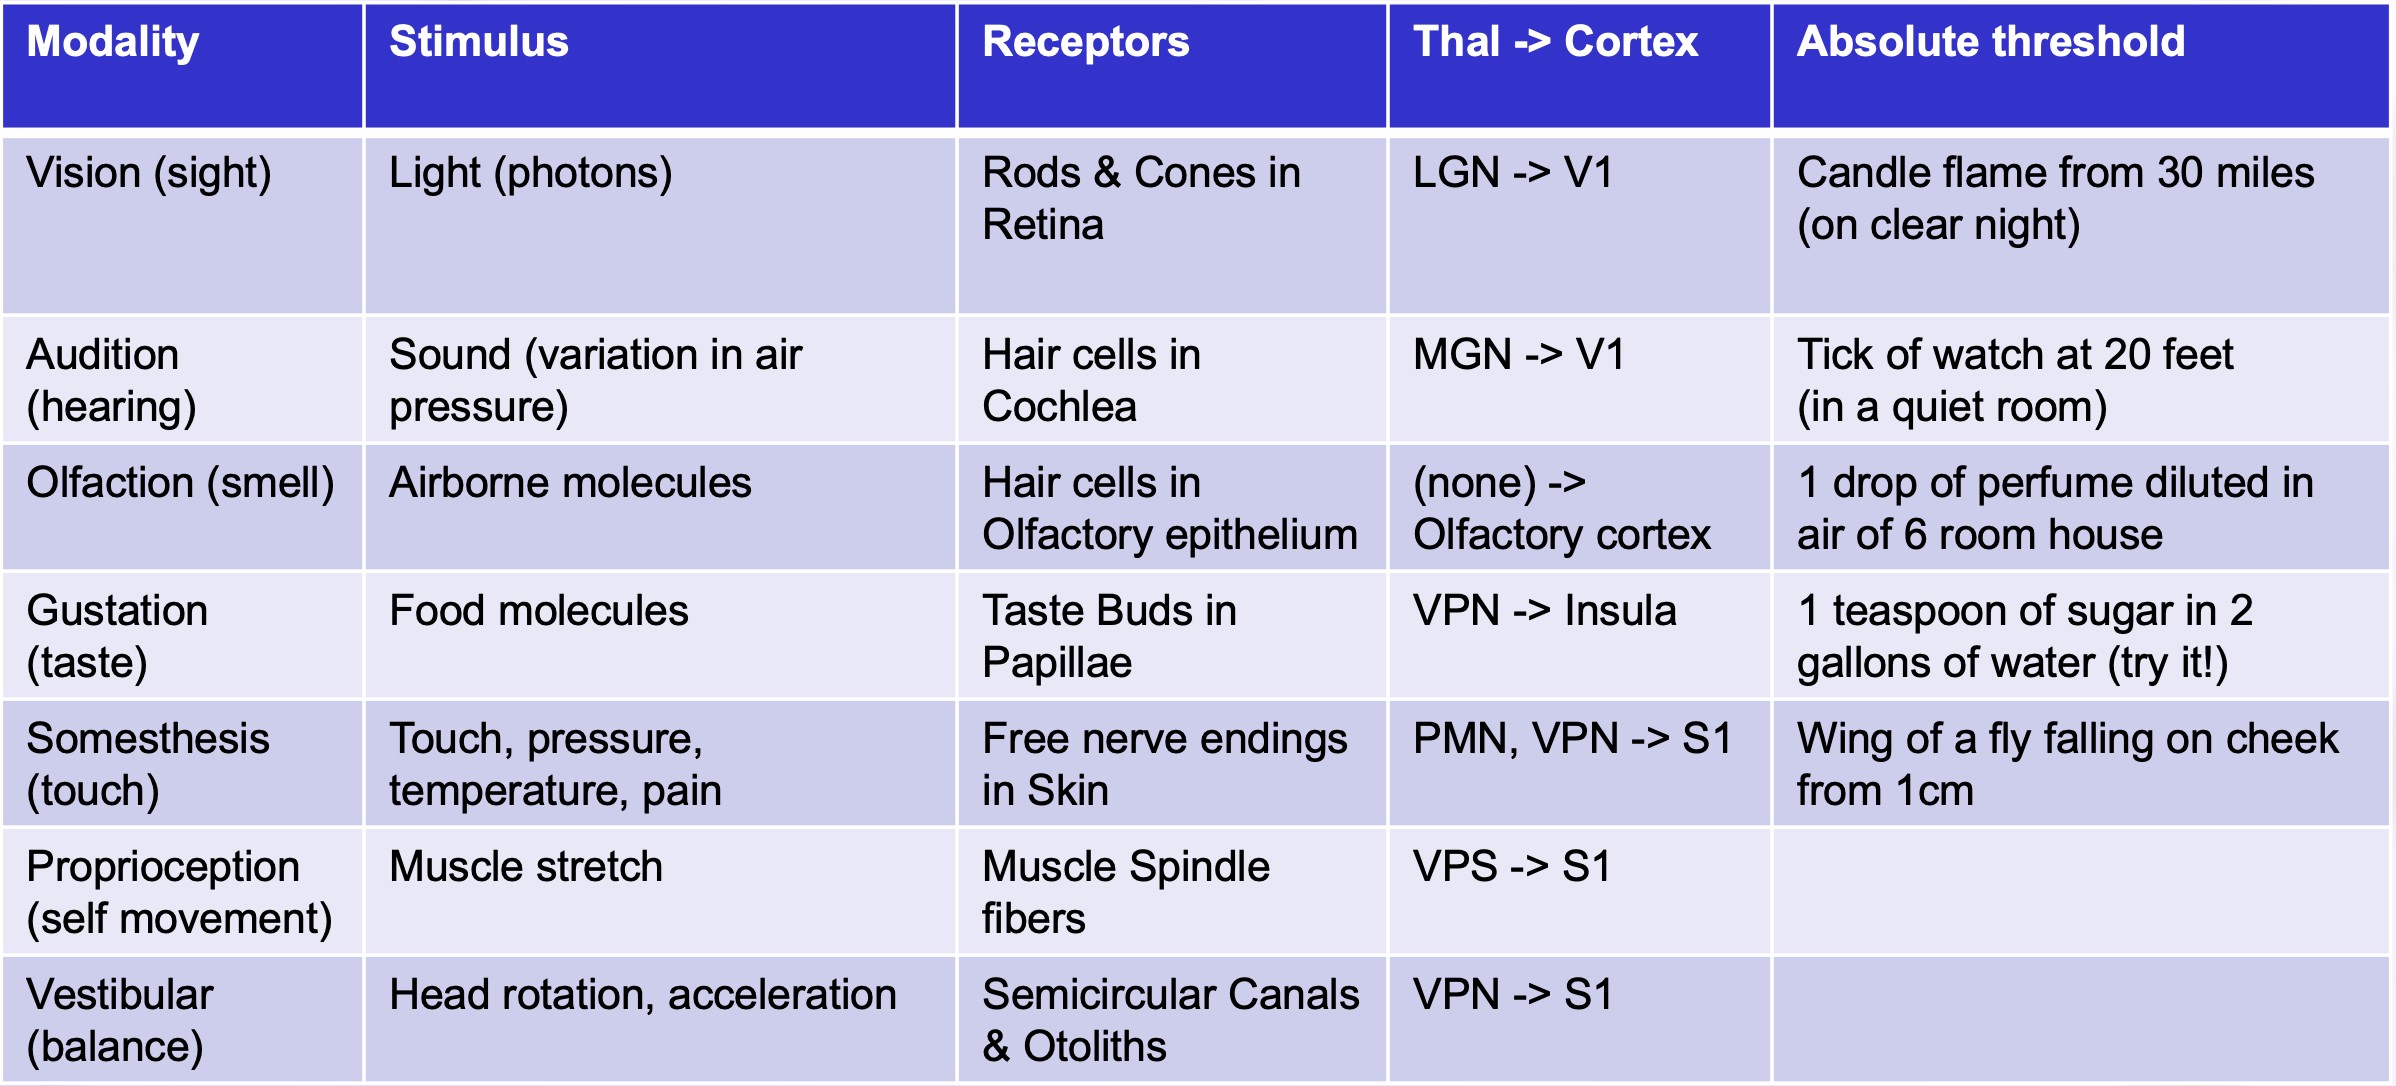 Modality
Stimulus
Receptors
Thal -> Cortex
Absolute threshold
Vision (sight)
Light (photons)
Rods & Cones in
Retina
LGN -> V1
Candle flame from 30 miles
(on clear night)
Audition
(hearing)
Sound (variation in air
pressure)
Hair cells in
Cochlea
MGN -> V1
Tick of watch at 20 feet
(in a quiet room)
Olfaction (smell)
Airborne molecules
Hair cells in
Olfactory epithelium
(none) ->
Olfactory cortex
1 drop of perfume diluted in
air of 6 room house
Gustation
(taste)
Food molecules
Taste Buds in
Papillae
VPN -> Insula
1 teaspoon of sugar in 2
gallons of water (try it!)
Somesthesis
(touch)
Touch, pressure,
temperature, pain
Free nerve endings
in Skin
PMN, VPN -> S1
Wing of a fly falling on cheek
from 1cm
Proprioception
(self movement)
Muscle stretch
Muscle Spindle
fibers
VPS -> S1
Vestibular
(balance)
Head rotation, acceleration
Semicircular Canals
& Otoliths
VPN -> S1